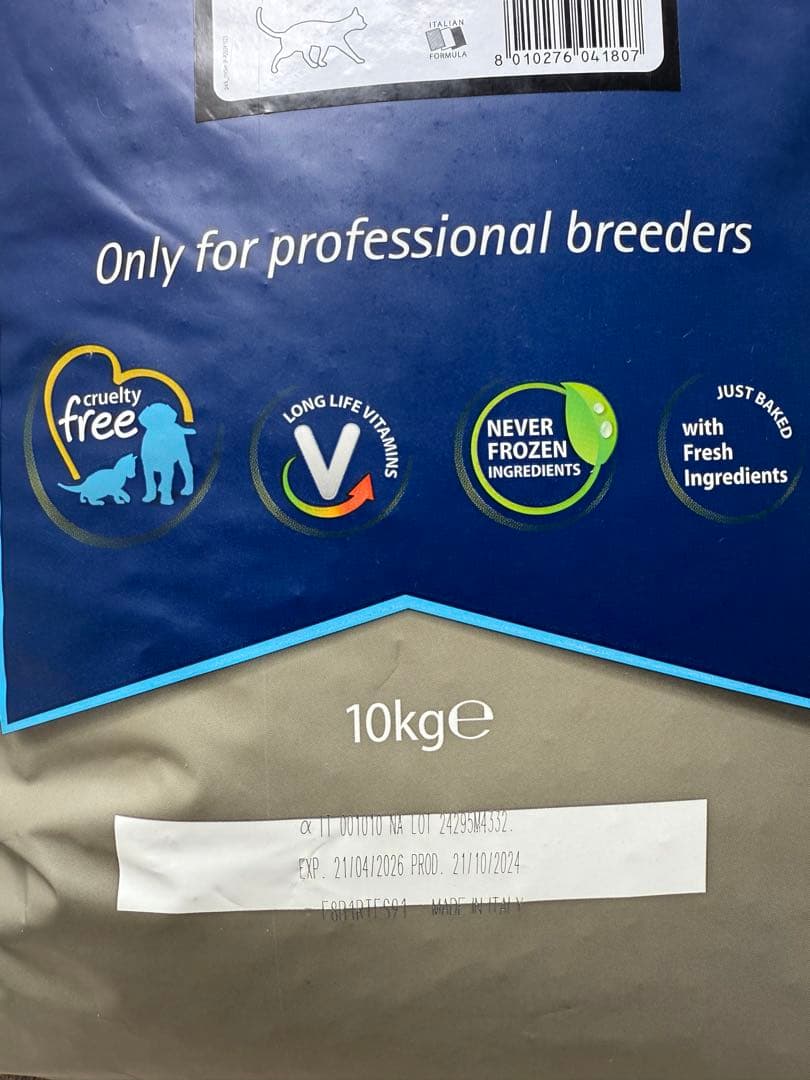 ITALIAN
FORMULA
8 010276 041807
Only for professional breeders
cruelty
free
LONG LIFE VITAMINS
V
NEVER
FROZEN
INGREDIENTS
JUST BAKED
with
Fresh
Ingredients
10kg℮
α IT 001010 NA LOT 24295M4332.
EXP. 21/04/2026 PROD. 21/10/2024
MADE IN ITALY